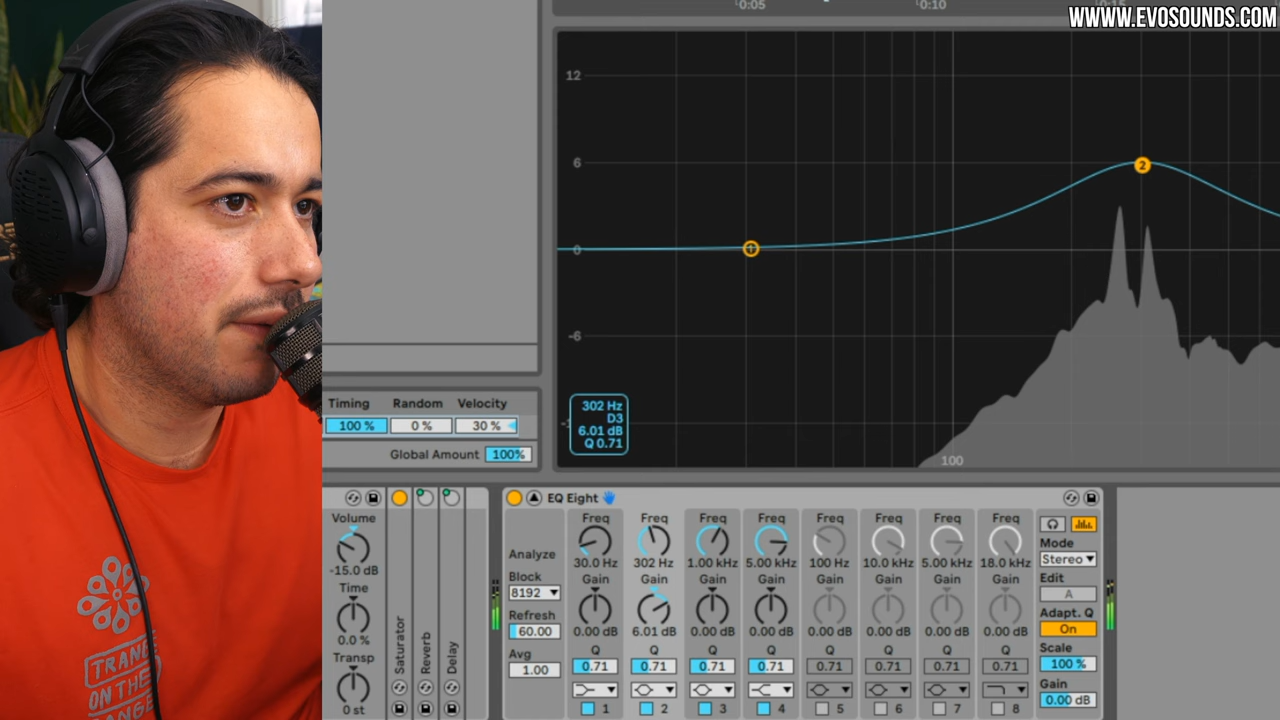 WWW.EVOSOUNDS.COM
0:05
0:10
0:15
12
6
0
-6
302 Hz
D3
6.01 dB
Q 0.71
100
1
2
Timing Random Velocity
100 % 0 % 30 %
Global Amount 100%
Volume
-15.0 dB
Time
0.0 %
Transp
0 st
Saturator
Reverb
Delay
EQ Eight
Analyze
Block
8192
Refresh
60.00
Avg
1.00
Freq Freq Freq Freq Freq Freq Freq Freq
30.0 Hz 302 Hz 1.00 kHz 5.00 kHz 100 Hz 10.0 kHz 5.00 kHz 18.0 kHz
Gain Gain Gain Gain Gain Gain Gain Gain
0.00 dB 6.01 dB 0.00 dB 0.00 dB 0.00 dB 0.00 dB 0.00 dB 0.00 dB
Q Q Q Q Q Q Q Q
0.71 0.71 0.71 0.71 0.71 0.71 0.71 0.71
1 2 3 4 5 6 7 8
Mode
Stereo
Edit
A
Adapt. Q
On
Scale
100 %
Gain
0.00 dB